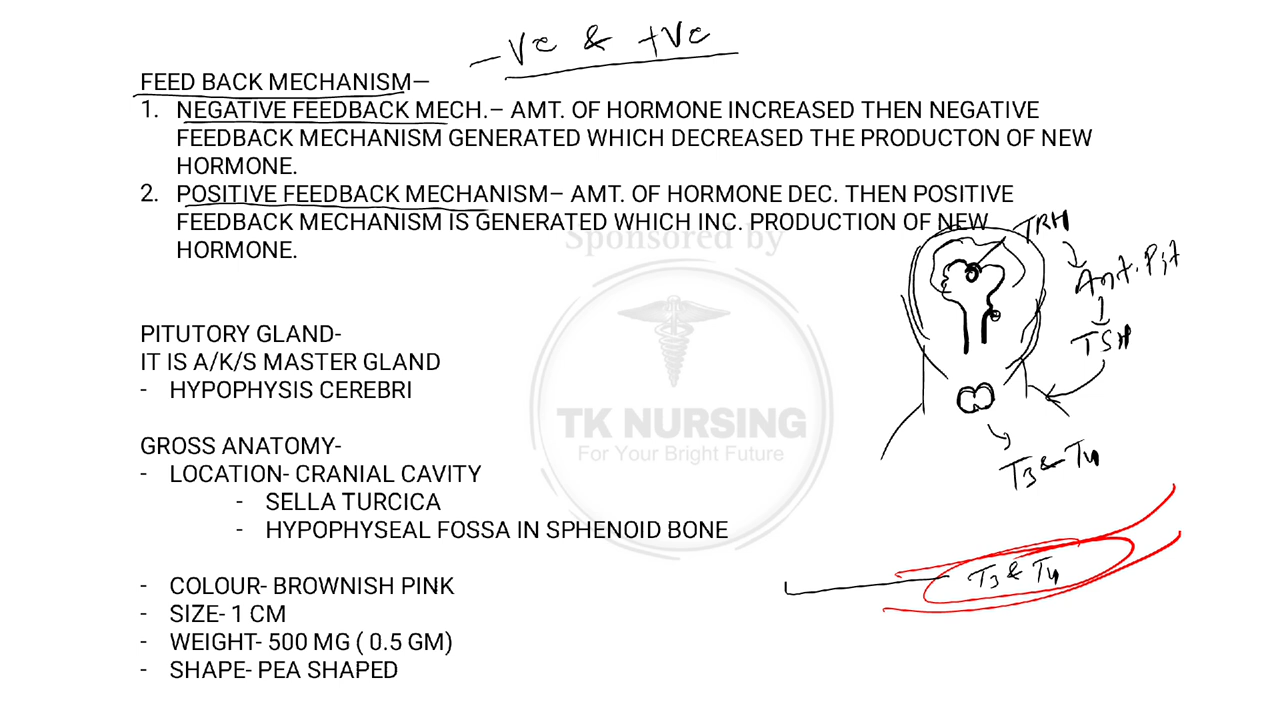 -Ve & +Ve
FEED BACK MECHANISM–
1. NEGATIVE FEEDBACK MECH.– AMT. OF HORMONE INCREASED THEN NEGATIVE
FEEDBACK MECHANISM GENERATED WHICH DECREASED THE PRODUCTON OF NEW
HORMONE.
2. POSITIVE FEEDBACK MECHANISM– AMT. OF HORMONE DEC. THEN POSITIVE
FEEDBACK MECHANISM IS GENERATED WHICH INC. PRODUCTION OF NEW
HORMONE.
Sponsored by
TRH
Ant. Pit
TSH
T3 & T4
T3 & T4
PITUTORY GLAND-
IT IS A/K/S MASTER GLAND
- HYPOPHYSIS CEREBRI
TK NURSING
For Your Bright Future
GROSS ANATOMY-
- LOCATION- CRANIAL CAVITY
- SELLA TURCICA
- HYPOPHYSEAL FOSSA IN SPHENOID BONE
- COLOUR- BROWNISH PINK
- SIZE- 1 CM
- WEIGHT- 500 MG ( 0.5 GM)
- SHAPE- PEA SHAPED